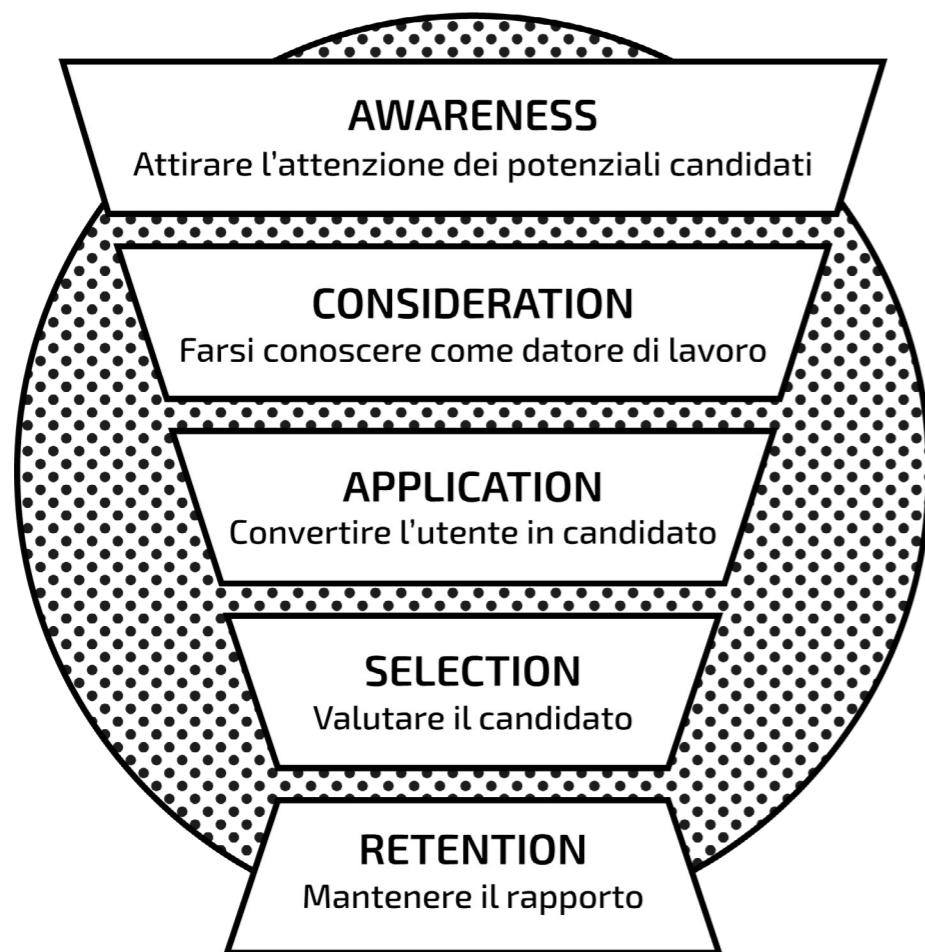 AWARENESS
Attirare l’attenzione dei potenziali candidati
CONSIDERATION
Farsi conoscere come datore di lavoro
APPLICATION
Convertire l’utente in candidato
SELECTION
Valutare il candidato
RETENTION
Mantenere il rapporto